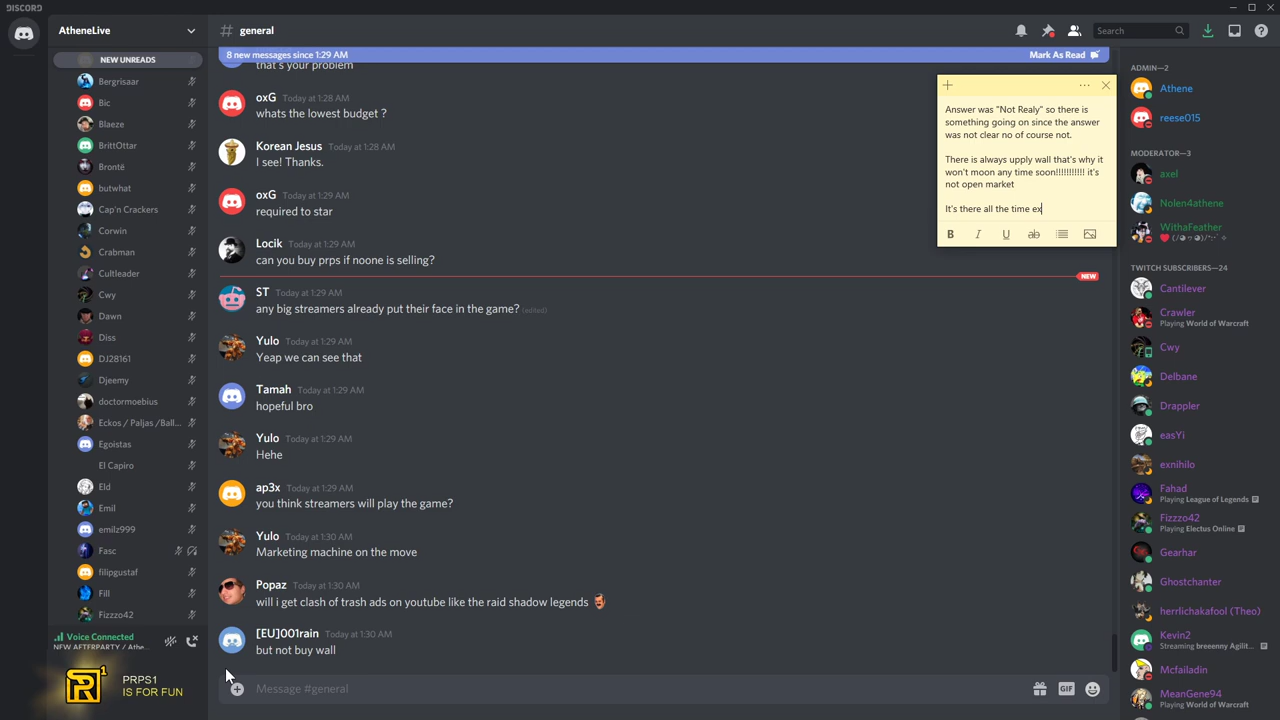 DISCORD
AtheneLive
NEW UNREADS
Bergrisaar
Bic
Blaeze
BrittOttar
Brontë
butwhat
Cap'n Crackers
Corwin
Crabman
Cultleader
Cwy
Dawn
Diss
DJ28161
Djeemy
doctormoebius
Eckos / Paljas /Ball...
Egoistas
El Capiro
Eld
Emil
emilz999
Fasc
filipgustaf
Fill
Fizzzo42
Voice Connected
NEW AFTERPARTY / Athe...
PRPS1
IS FOR FUN
# general
Search
8 new messages since 1:29 AM
Mark As Read
that's your problem
oxG Today at 1:28 AM
whats the lowest budget ?
Korean Jesus Today at 1:28 AM
I see! Thanks.
oxG Today at 1:29 AM
required to star
Locik Today at 1:29 AM
can you buy prps if noone is selling?
NEW
ST Today at 1:29 AM
any big streamers already put their face in the game? (edited)
Yulo Today at 1:29 AM
Yeap we can see that
Tamah Today at 1:29 AM
hopeful bro
Yulo Today at 1:29 AM
Hehe
ap3x Today at 1:29 AM
you think streamers will play the game?
Yulo Today at 1:30 AM
Marketing machine on the move
Popaz Today at 1:30 AM
will i get clash of trash ads on youtube like the raid shadow legends
[EU]001rain Today at 1:30 AM
but not buy wall
Message #general
GIF
Answer was "Not Realy" so there is
something going on since the answer
was not clear no of course not.
There is always upply wall that's why it
won't moon any time soon!!!!!!!!!!! it's
not open market
It's there all the time ex
B I U ab
ADMIN—2
Athene
reese015
MODERATOR—3
axel
Nolen4athene
WithaFeather
TWITCH SUBSCRIBERS—24
Cantilever
Crawler
Playing World of Warcraft
Cwy
Delbane
Drappler
easYi
exnihilo
Fahad
Playing League of Legends
Fizzzo42
Playing Electus Online
Gearhar
Ghostchanter
herrlichakafool (Theo)
Kevin2
Streaming breeenny Agilit...
Mcfailadin
MeanGene94
Playing World of Warcraft